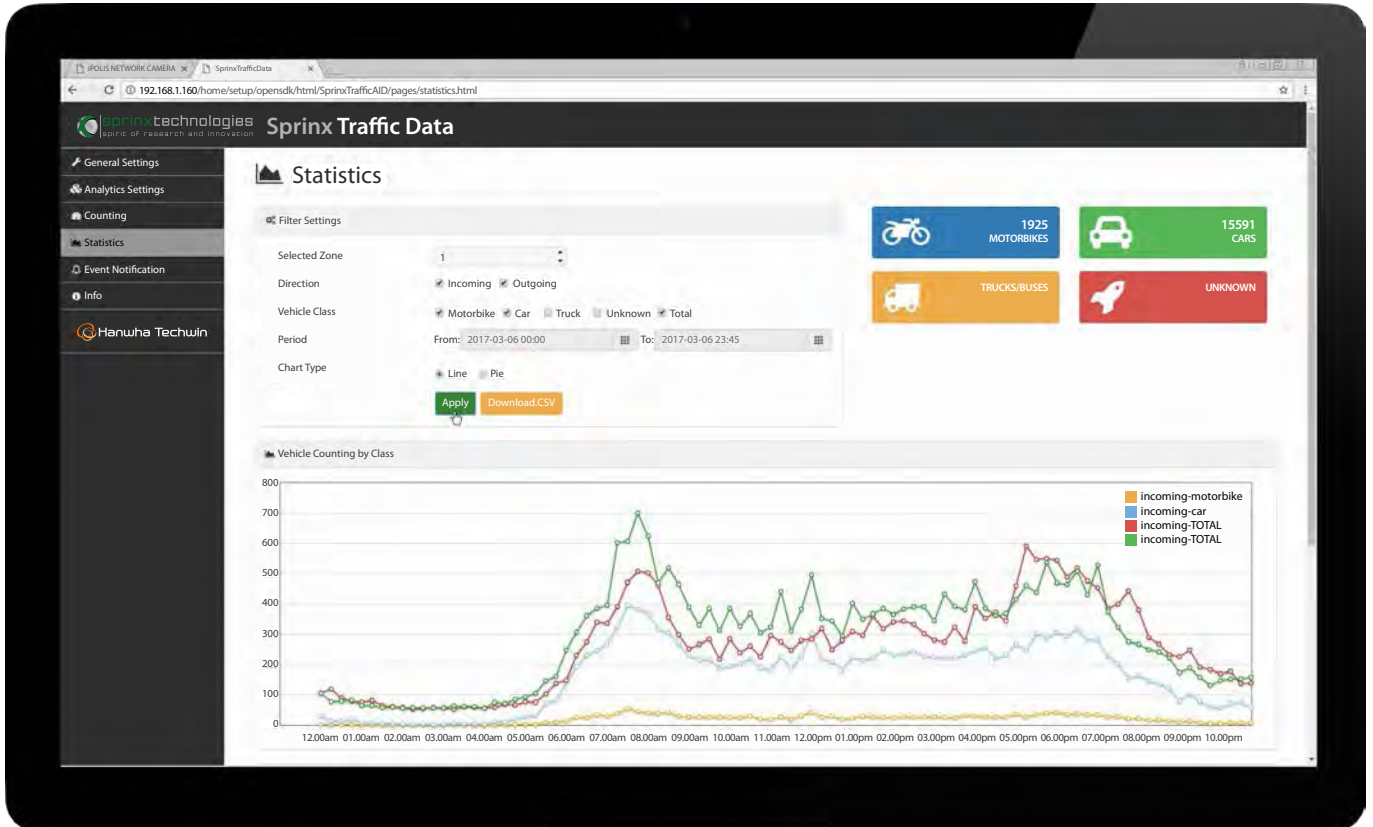 iPOLIS NETWORK CAMERA
SprinxTrafficData
192.168.1.160/home/setup/opensdk/html/SprinxTrafficAID/pages/statistics.html
sprinxtechnologies
spirit of research and innovation
Sprinx Traffic Data
General Settings
Analytics Settings
Counting
Statistics
Event Notification
Info
Hanwha Techwin
Statistics
Filter Settings
Selected Zone
1
Direction
Incoming
Outgoing
Vehicle Class
Motorbike
Car
Truck
Unknown
Total
Period
From: 2017-03-06 00:00
To: 2017-03-06 23:45
Chart Type
Line
Pie
Apply
Download.CSV
1925
MOTORBIKES
15591
CARS
TRUCKS/BUSES
UNKNOWN
Vehicle Counting by Class
800
700
600
500
400
300
200
100
0
incoming-motorbike
incoming-car
incoming-TOTAL
incoming-TOTAL
12.00am 01.00am 02.00am 03.00am 04.00am 05.00am 06.00am 07.00am 08.00am 09.00am 10.00am 11.00am 12.00pm 01.00pm 02.00pm 03.00pm 04.00pm 05.00pm 06.00pm 07.00pm 08.00pm 09.00pm 10.00pm